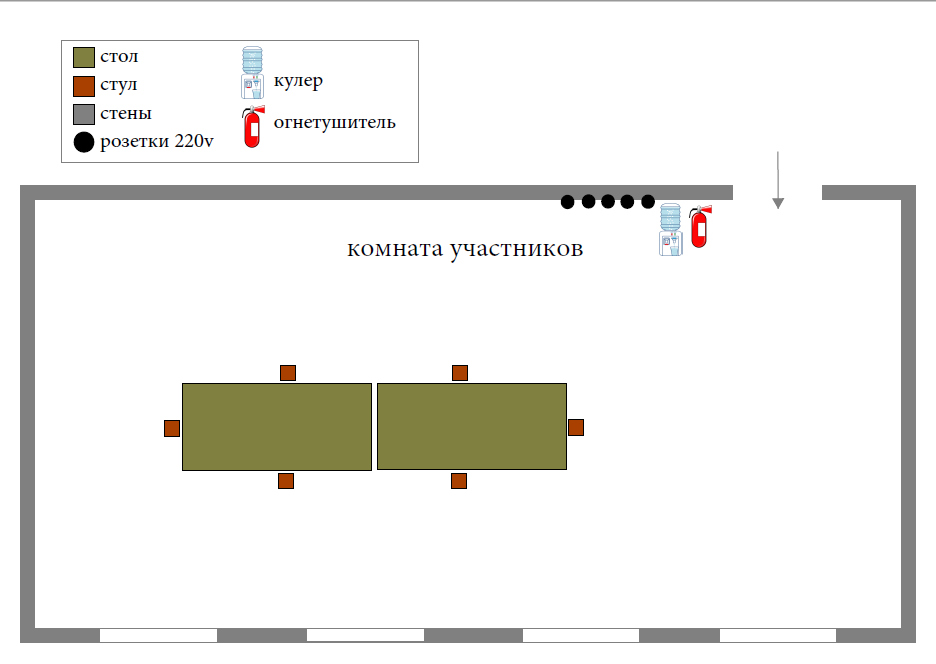 стол
стул
стены
розетки 220v
кулер
огнетушитель
комната участников